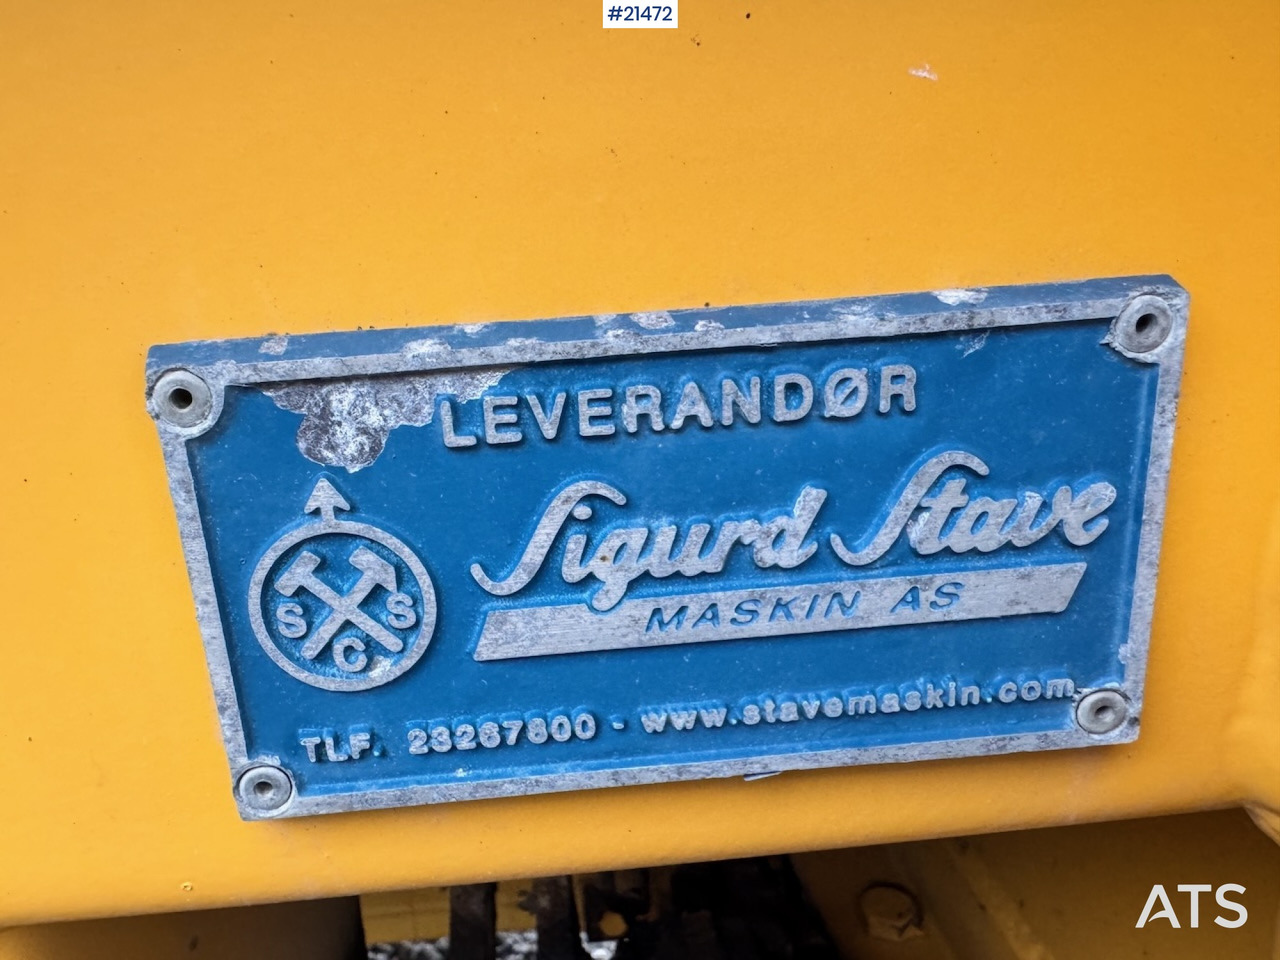 #21472
LEVERANDØR
Sigurd Stave
MASKIN AS
S S
C
TLF. 23267800 - www.stavemaskin.com
ATS